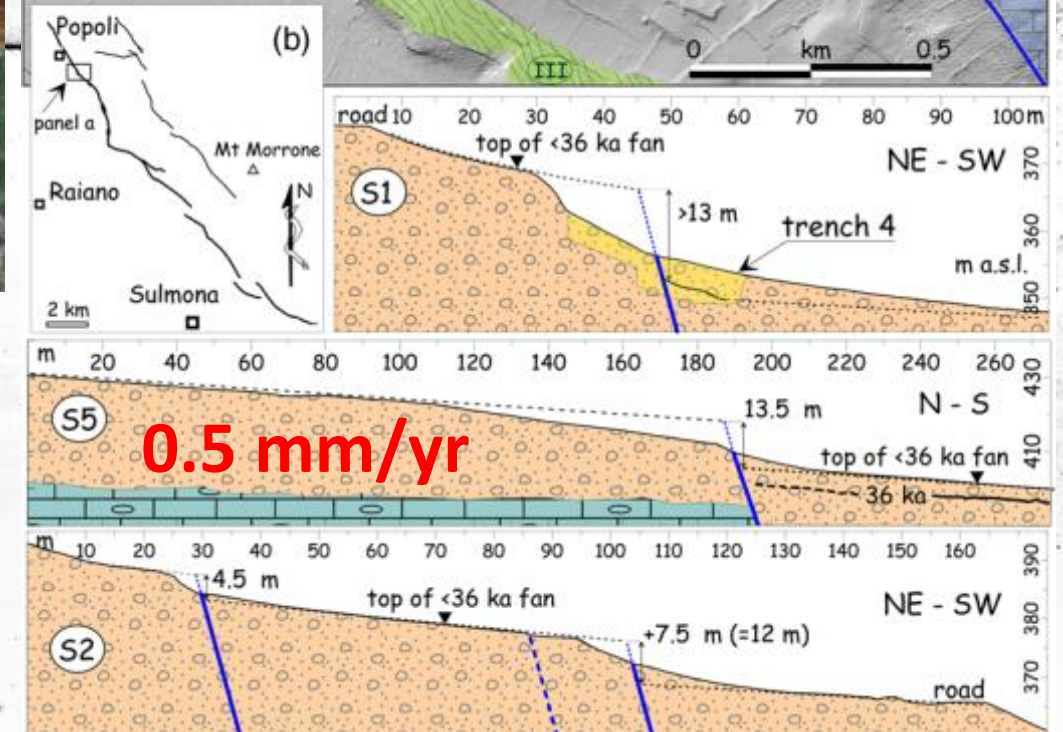 III
0 km 0.5
(b)
Popoli
panel a
Mt Morrone
Raiano
N
Sulmona
2 km
road 10 20 30 40 50 60 70 80 90 100m
top of <36 ka fan
NE - SW
S1
>13 m
trench 4
m a.s.l.
370
360
350
m 20 40 60 80 100 120 140 160 180 200 220 240 260
430
N - S
S5
13.5 m
0.5 mm/yr
410
top of <36 ka fan
36 ka
m 10 20 30 40 50 60 70 80 90 100 110 120 130 140 150 160
390
4.5 m
top of <36 ka fan
NE - SW
380
+7.5 m (=12 m)
S2
370
road